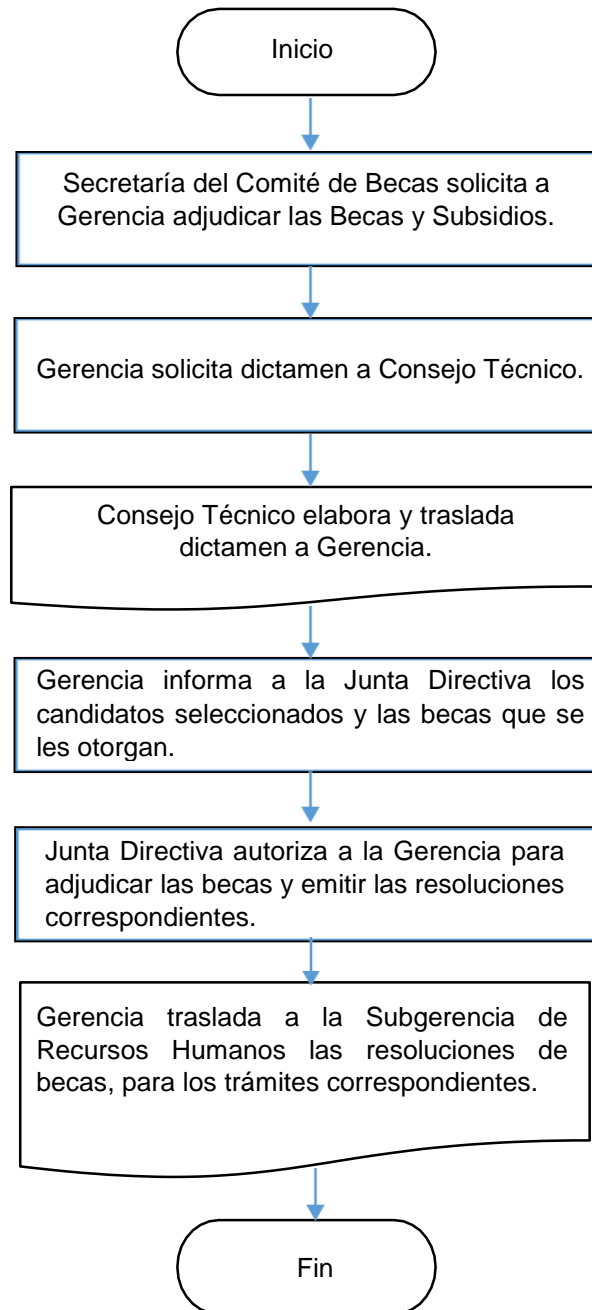 Inicio
Secretaría del Comité de Becas solicita a
Gerencia adjudicar las Becas y Subsidios.
Gerencia solicita dictamen a Consejo Técnico.
Consejo Técnico elabora y traslada
dictamen a Gerencia.
Gerencia informa a la Junta Directiva los
candidatos seleccionados y las becas que se
les otorgan.
Junta Directiva autoriza a la Gerencia para
adjudicar las becas y emitir las resoluciones
correspondientes.
Gerencia traslada a la Subgerencia de
Recursos Humanos las resoluciones de
becas, para los trámites correspondientes.
Fin